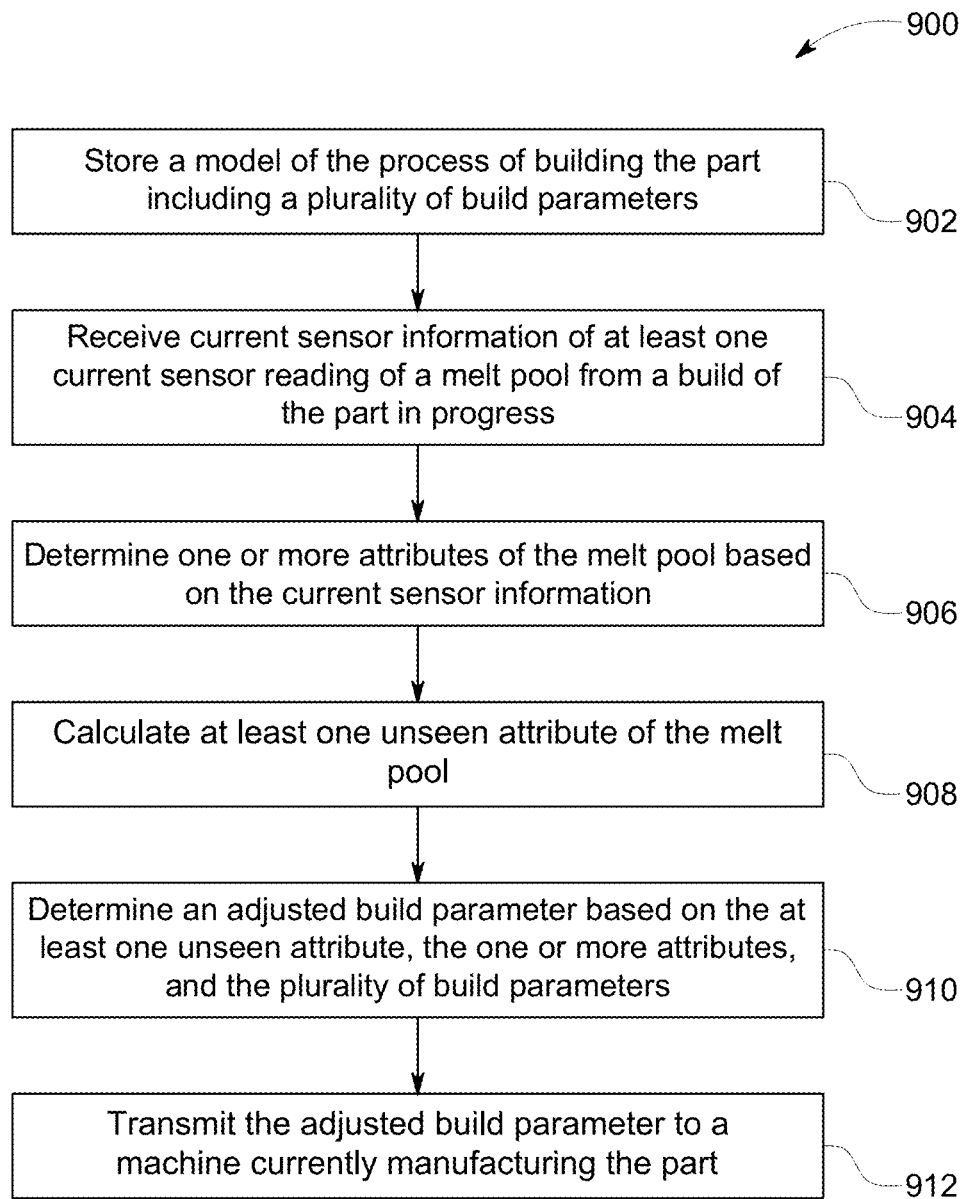 900
Store a model of the process of building the part
including a plurality of build parameters
902
Receive current sensor information of at least one
current sensor reading of a melt pool from a build of
the part in progress
904
Determine one or more attributes of the melt pool based
on the current sensor information
906
Calculate at least one unseen attribute of the melt
pool
908
Determine an adjusted build parameter based on the at
least one unseen attribute, the one or more attributes,
and the plurality of build parameters
910
Transmit the adjusted build parameter to a
machine currently manufacturing the part
912